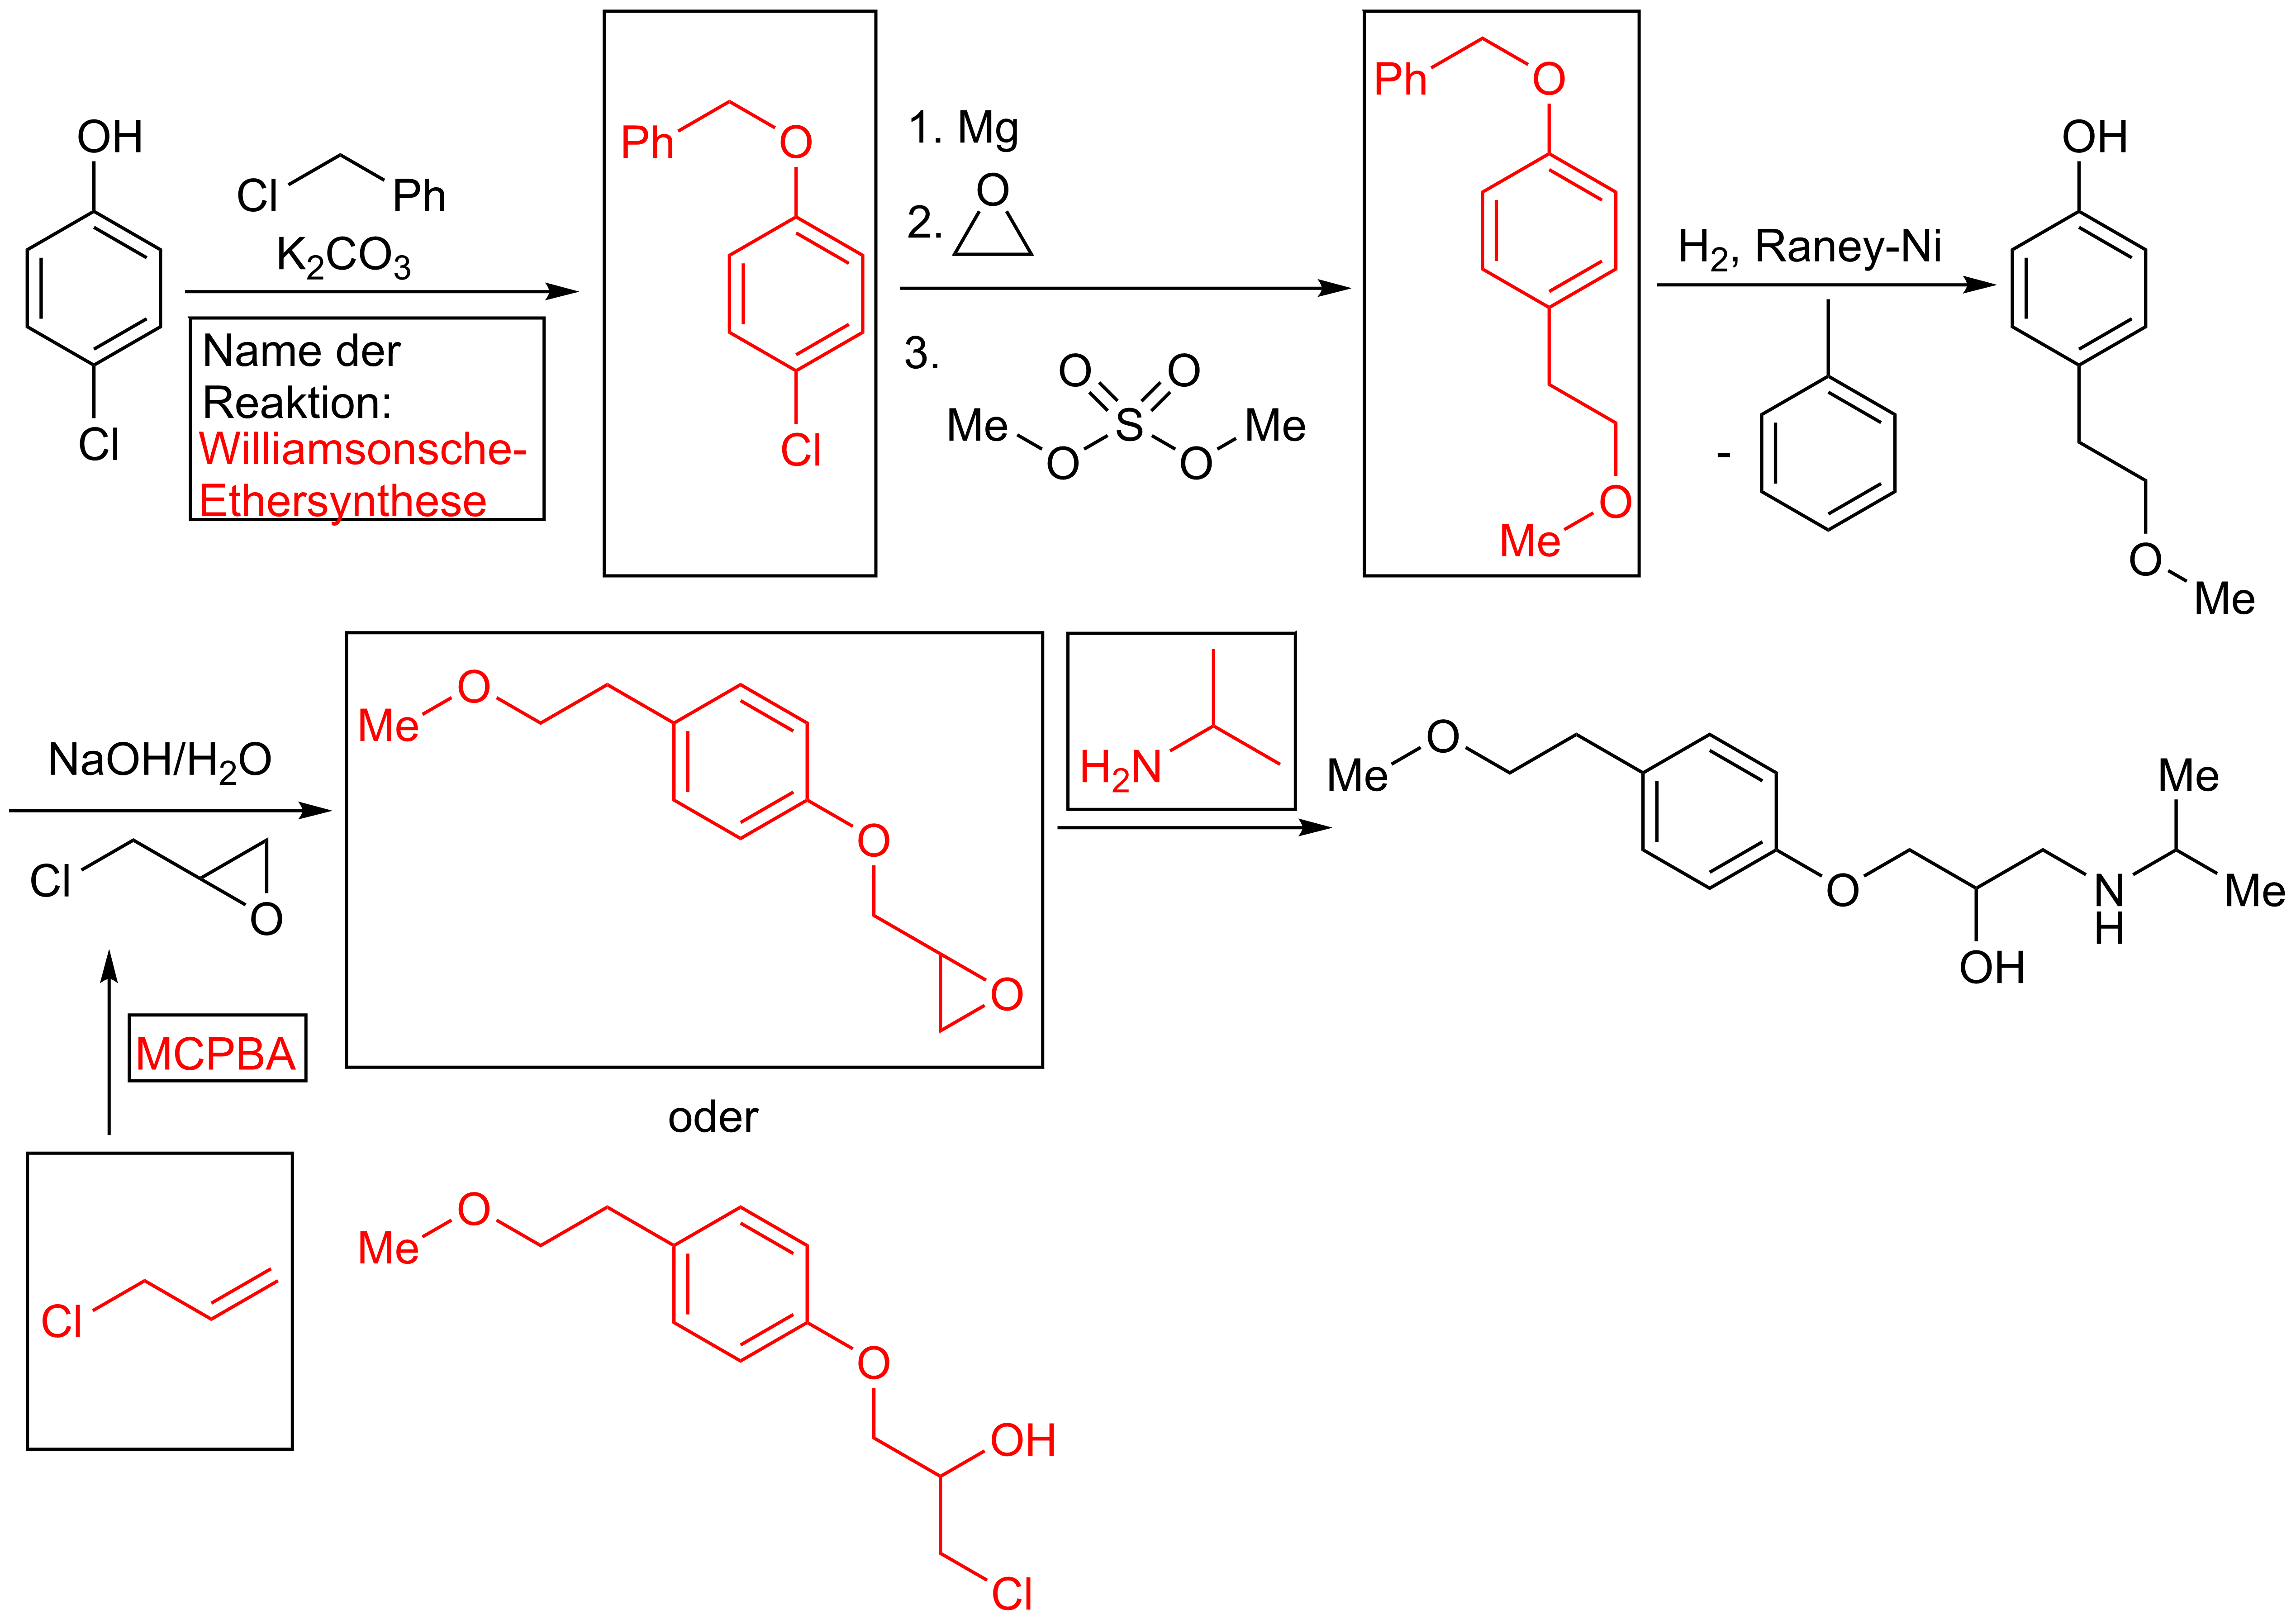 OH
Cl
Cl
Ph
K₂CO₃
Name der
Reaktion:
Williamsonsche-
Ethersynthese
Ph
O
Cl
1. Mg
2.
O
3.
O
O
Me
S
Me
O
O
Ph
O
O
Me
H₂, Raney-Ni
-
OH
O
Me
NaOH/H₂O
Cl
O
MCPBA
Cl
O
Me
O
O
oder
O
Me
O
OH
Cl
H₂N
O
Me
O
OH
N
H
Me
Me